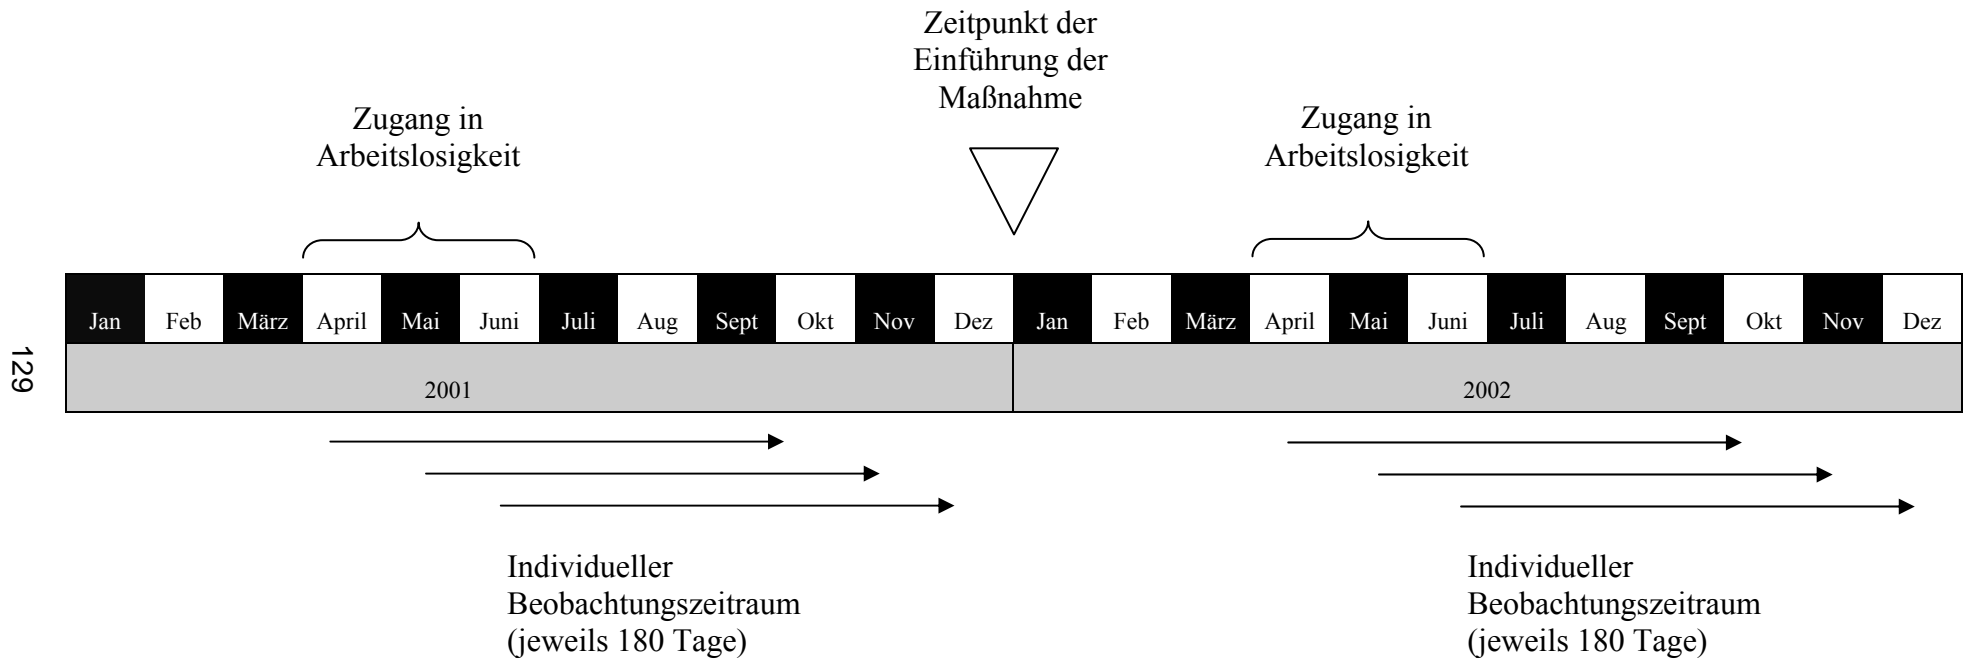 Zeitpunkt der
Einführung der
Maßnahme
Zugang in
Arbeitslosigkeit
Zugang in
Arbeitslosigkeit
Jan Feb März April Mai Juni Juli Aug Sept Okt Nov Dez Jan Feb März April Mai Juni Juli Aug Sept Okt Nov Dez
2001 2002
129
Individueller
Beobachtungszeitraum
(jeweils 180 Tage)
Individueller
Beobachtungszeitraum
(jeweils 180 Tage)